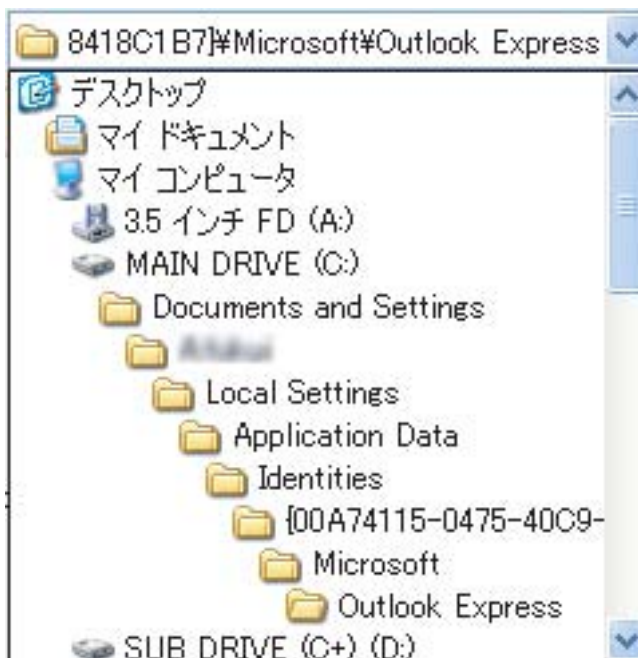 8418C1B7}¥Microsoft¥Outlook Express
デスクトップ
マイ ドキュメント
マイ コンピュータ
3.5 インチ FD (A:)
MAIN DRIVE (C:)
Documents and Settings
Local Settings
Application Data
Identities
{00A74115-0475-40C9-
Microsoft
Outlook Express
SUB DRIVE (C+) (D:)